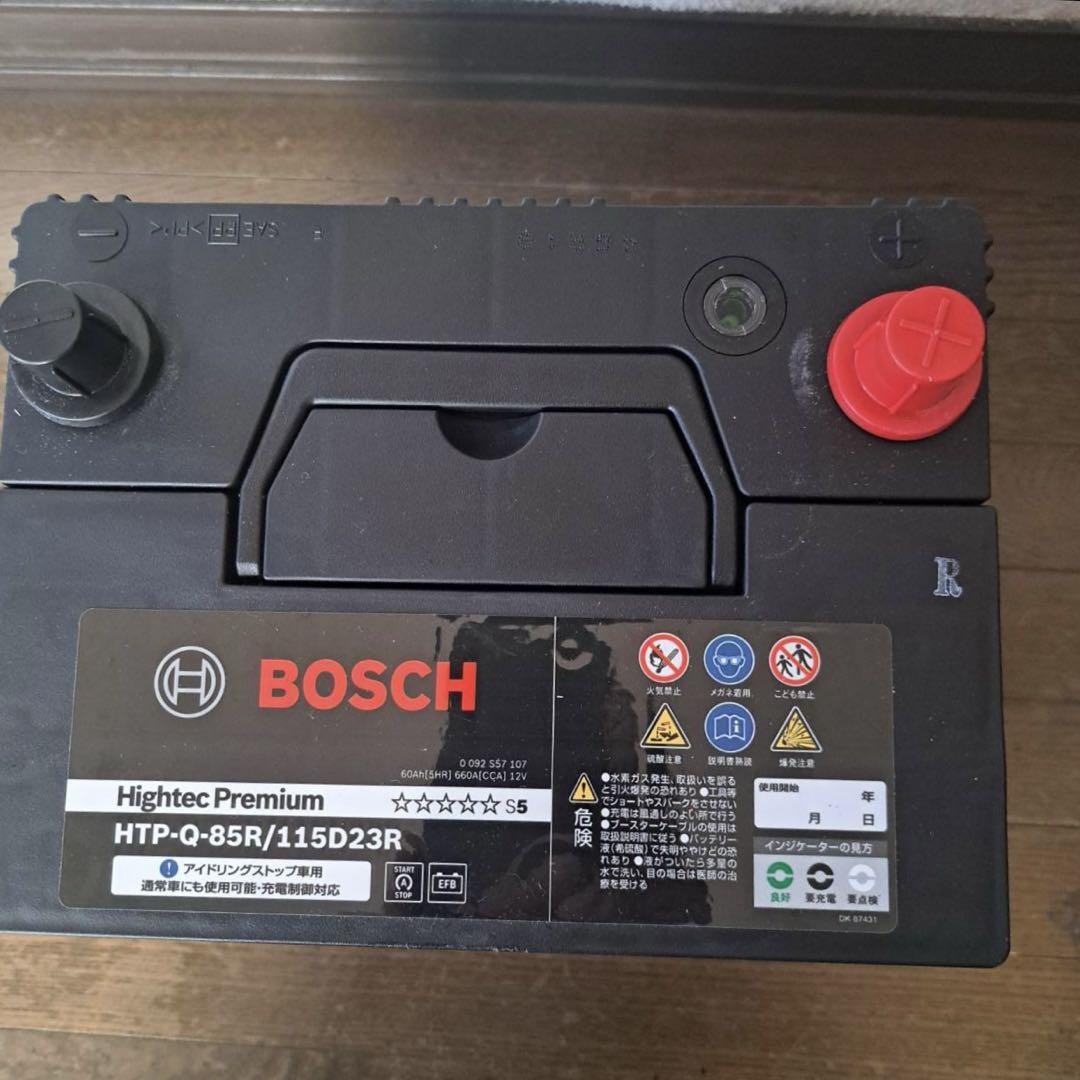 R
BOSCH
0 092 S57 107
60Ah[5HR] 660A[CCA] 12V
Hightec Premium ☆☆☆☆☆ S5
HTP-Q-85R/115D23R
アイドリングストップ車用
通常車にも使用可能・充電制御対応
START
A
STOP
EFB
火気禁止
メガネ着用
こども禁止
硫酸注意
説明書熟読
爆発注意
危険
●水素ガス発生、取扱いを誤る
と引火爆発の恐れあり●工具等
でショートやスパークをさせない
●充電は風通しのよい所で行う
●ブースターケーブルの使用は
取扱説明書に従う●バッテリー
液(希硫酸)で失明ややけどの恐
れあり●液がついたら多量の
水で洗い、目の場合は医師の治
療を受ける
使用開始
年
月 日
インジケーターの見方
良好 要充電 要点検
DK 87431